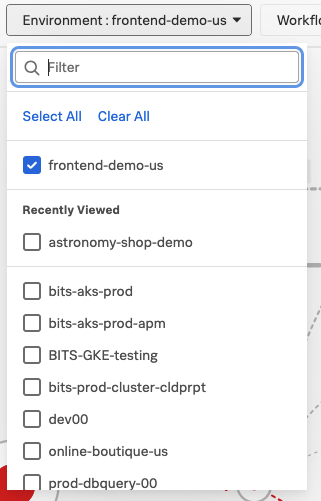 Environment : frontend-demo-us
Workflo
Filter
Select All Clear All
frontend-demo-us
Recently Viewed
astronomy-shop-demo
bits-aks-prod
bits-aks-prod-apm
BITS-GKE-testing
bits-prod-cluster-cldprpt
dev00
online-boutique-us
prod-dbquery-00